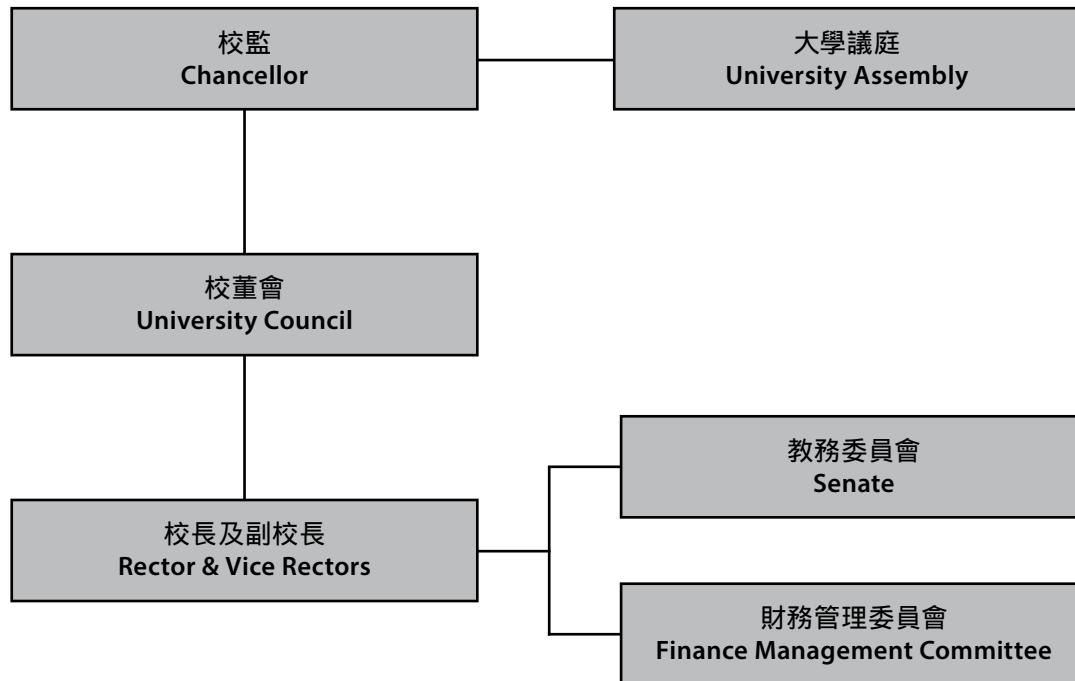 校監
Chancellor
大學議庭
University Assembly
校董會
University Council
教務委員會
Senate
校長及副校長
Rector & Vice Rectors
財務管理委員會
Finance Management Committee